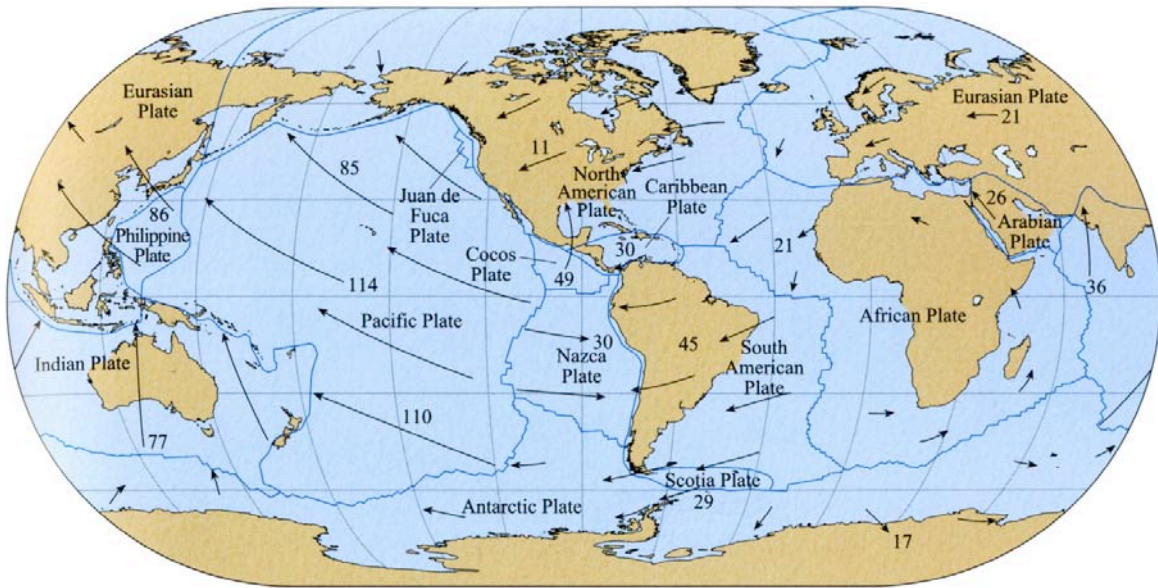 Eurasian
Plate
Eurasian Plate
21
11
85
North
American
Plate
Juan de
Fuca
Plate
Caribbean
Plate
86
Philippine
Plate
26
Arabian
Plate
30
21
Cocos
Plate
49
114
36
Pacific Plate
African Plate
Indian Plate
30
Nazca
Plate
45
South
American
Plate
110
77
Scotia Plate
29
Antarctic Plate
17